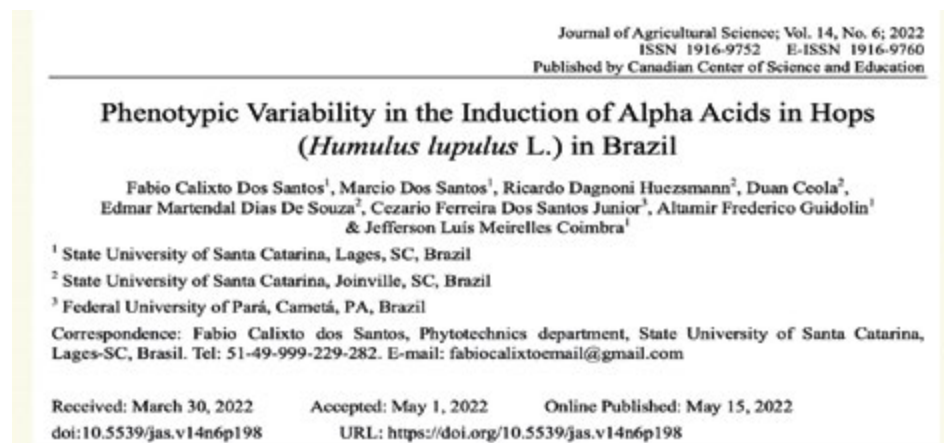 Journal of Agricultural Science; Vol. 14, No. 6; 2022
ISSN 1916-9752 E-ISSN 1916-9760
Published by Canadian Center of Science and Education
Phenotypic Variability in the Induction of Alpha Acids in Hops
(Humulus lupulus L.) in Brazil
Fabio Calixto Dos Santos¹, Marcio Dos Santos¹, Ricardo Dagnoni Huezsmann², Duan Ceola²,
Edmar Martendal Dias De Souza², Cezario Ferreira Dos Santos Junior³, Altamir Frederico Guidolin¹
& Jefferson Luís Meirelles Coimbra¹
¹ State University of Santa Catarina, Lages, SC, Brazil
² State University of Santa Catarina, Joinville, SC, Brazil
³ Federal University of Pará, Cametá, PA, Brazil
Correspondence: Fabio Calixto dos Santos, Phytotechnics department, State University of Santa Catarina,
Lages-SC, Brasil. Tel: 51-49-999-229-282. E-mail: fabiocalixtoemail@gmail.com
Received: March 30, 2022 Accepted: May 1, 2022 Online Published: May 15, 2022
doi:10.5539/jas.v14n6p198 URL: https://doi.org/10.5539/jas.v14n6p198